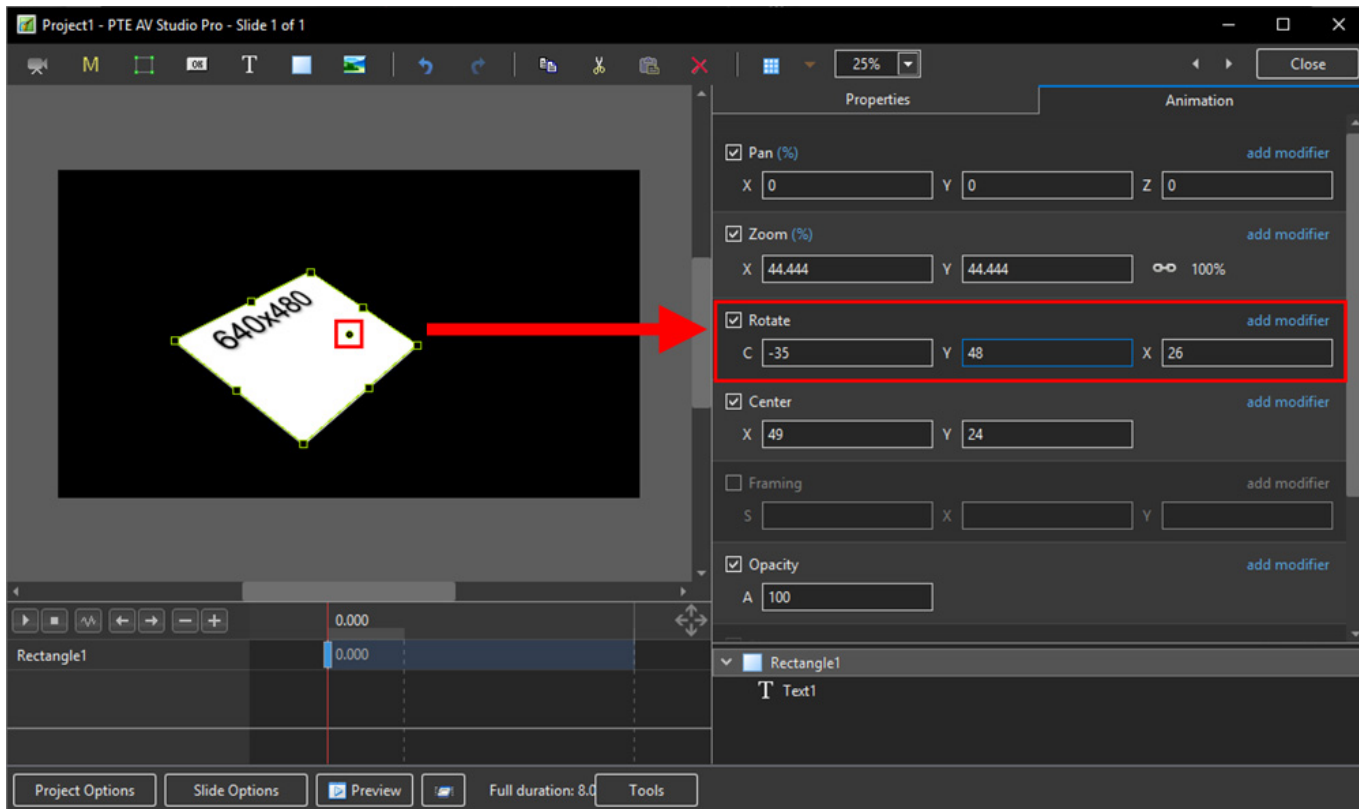 Project1 - PTE AV Studio Pro - Slide 1 of 1
M OK T 25% Close
Properties Animation
Pan (%) add modifier
X 0 Y 0 Z 0
Zoom (%) add modifier
X 44.444 Y 44.444 100%
640x480
Rotate add modifier
C -35 Y 48 X 26
Center add modifier
X 49 Y 24
Framing add modifier
S X Y
Opacity add modifier
A 100
0.000
Rectangle1 0.000
Rectangle1
T Text1
Project Options Slide Options Preview Full duration: 8.0 Tools